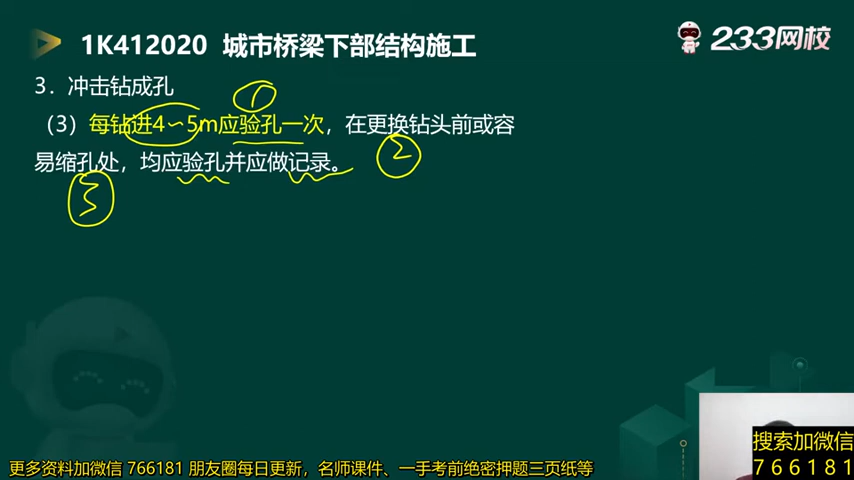 1K412020 城市桥梁下部结构施工
233网校
3．冲击钻成孔
①
（3）每钻进4～5m应验孔一次，在更换钻头前或容
②
易缩孔处，均应验孔并应做记录。
③
搜索加微信
766181
更多资料加微信 766181 朋友圈每日更新，名师课件、一手考前绝密押题三页纸等